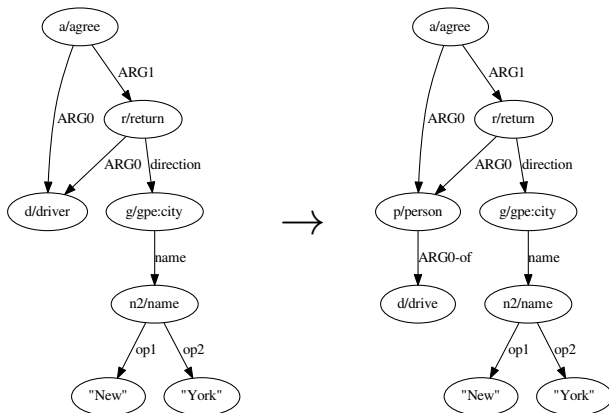 a/agree a/agree
ARG1 ARG1
ARG0 r/return ARG0 r/return
ARG0 direction ARG0 direction
d/driver g/gpe:city → p/person g/gpe:city
name ARG0-of name
n2/name d/drive n2/name
op1 op2 op1 op2
"New" "York" "New" "York"